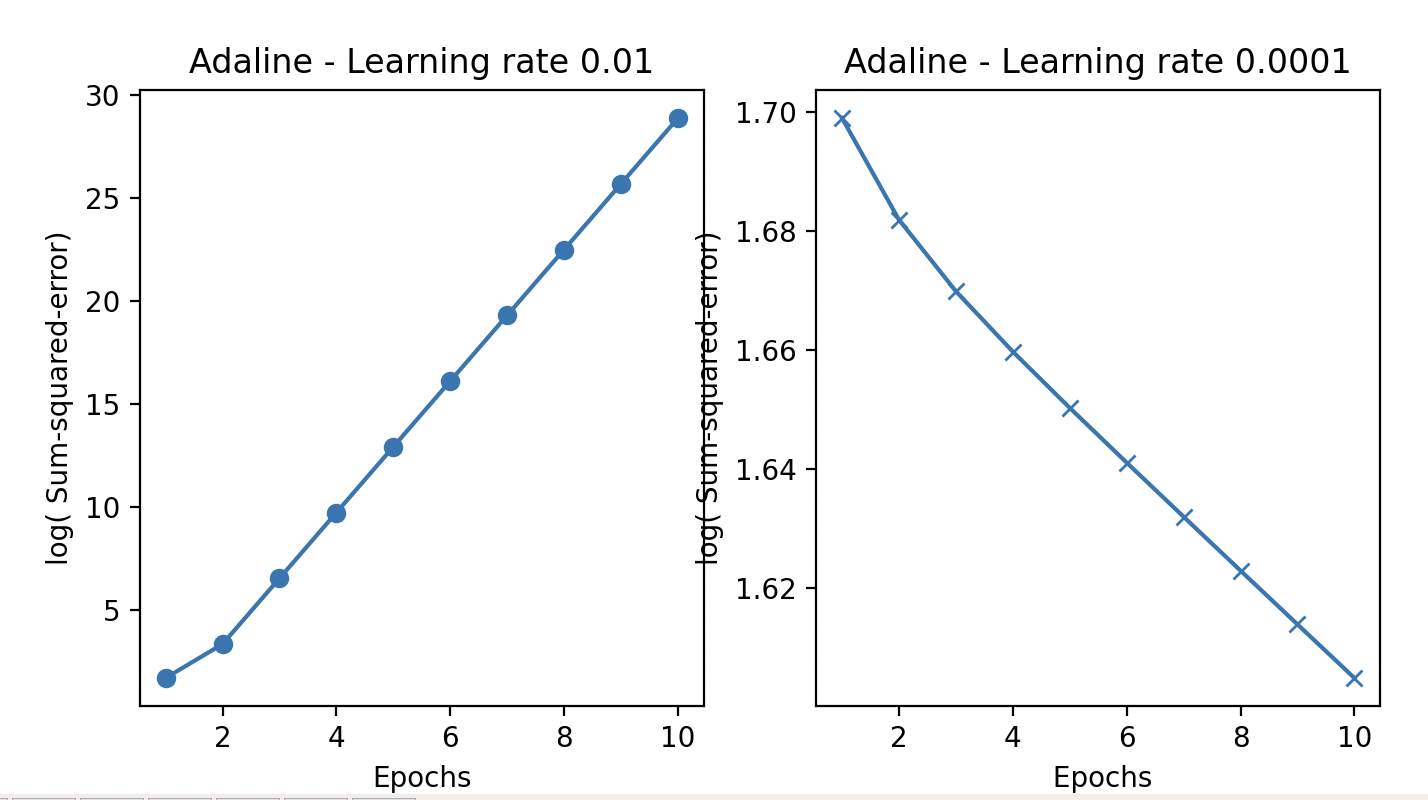 Adaline - Learning rate 0.01
30
25
20
15
10
5
log( Sum-squared-error)
2 4 6 8 10
Epochs
Adaline - Learning rate 0.0001
1.70
1.68
1.66
1.64
1.62
log( Sum-squared-error)
2 4 6 8 10
Epochs